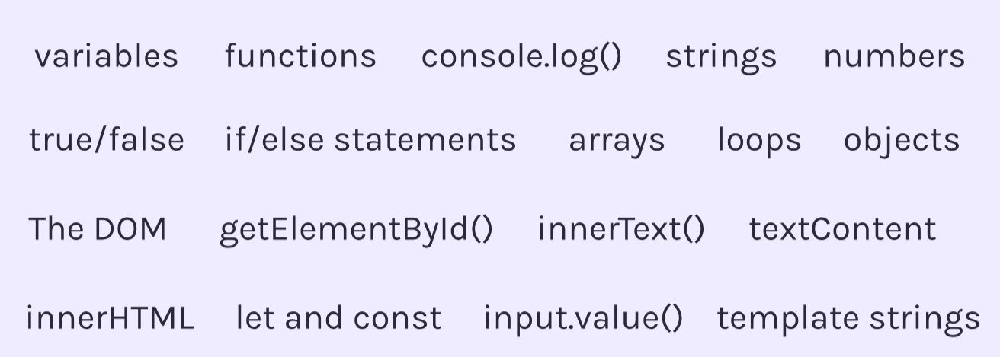 variables functions console.log() strings numbers
true/false if/else statements arrays loops objects
The DOM getElementById() innerText() textContent
innerHTML let and const input.value() template strings